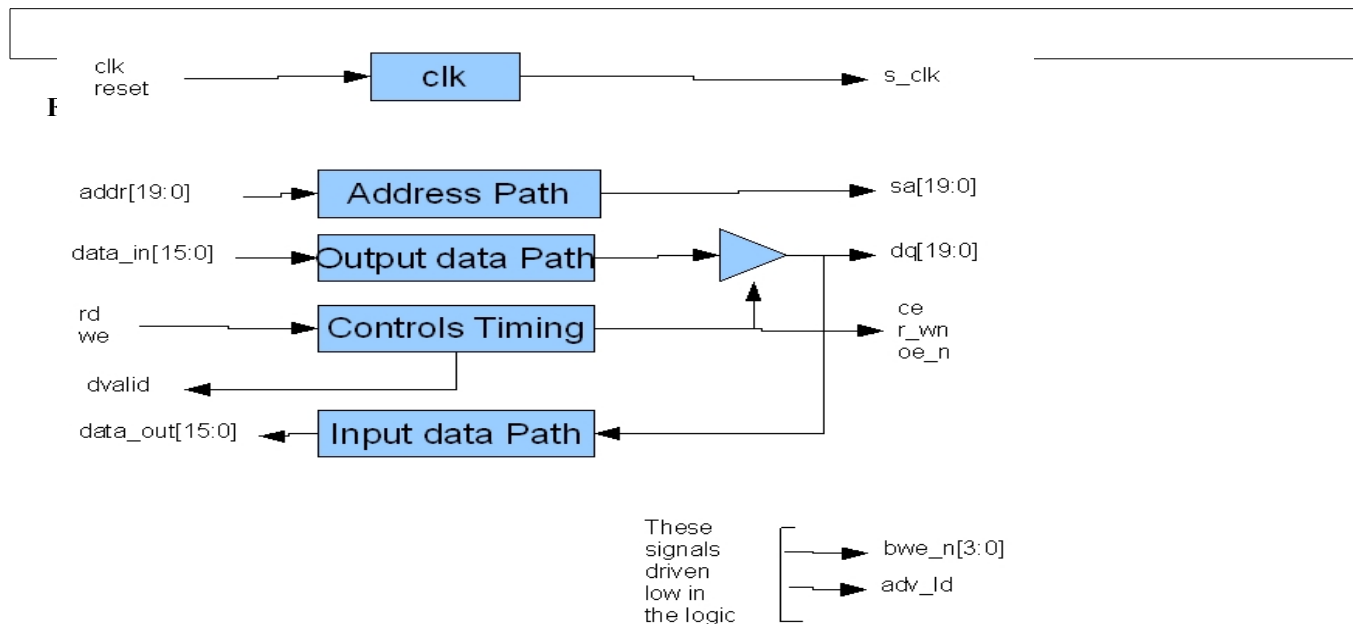 clk
reset
clk
s_clk
addr[19:0]
Address Path
sa[19:0]
data_in[15:0]
Output data Path
dq[19:0]
rd
we
Controls Timing
ce
r_wn
oe_n
dvalid
data_out[15:0]
Input data Path
These
signals
driven
low in
the logic
bwe_n[3:0]
adv_ld